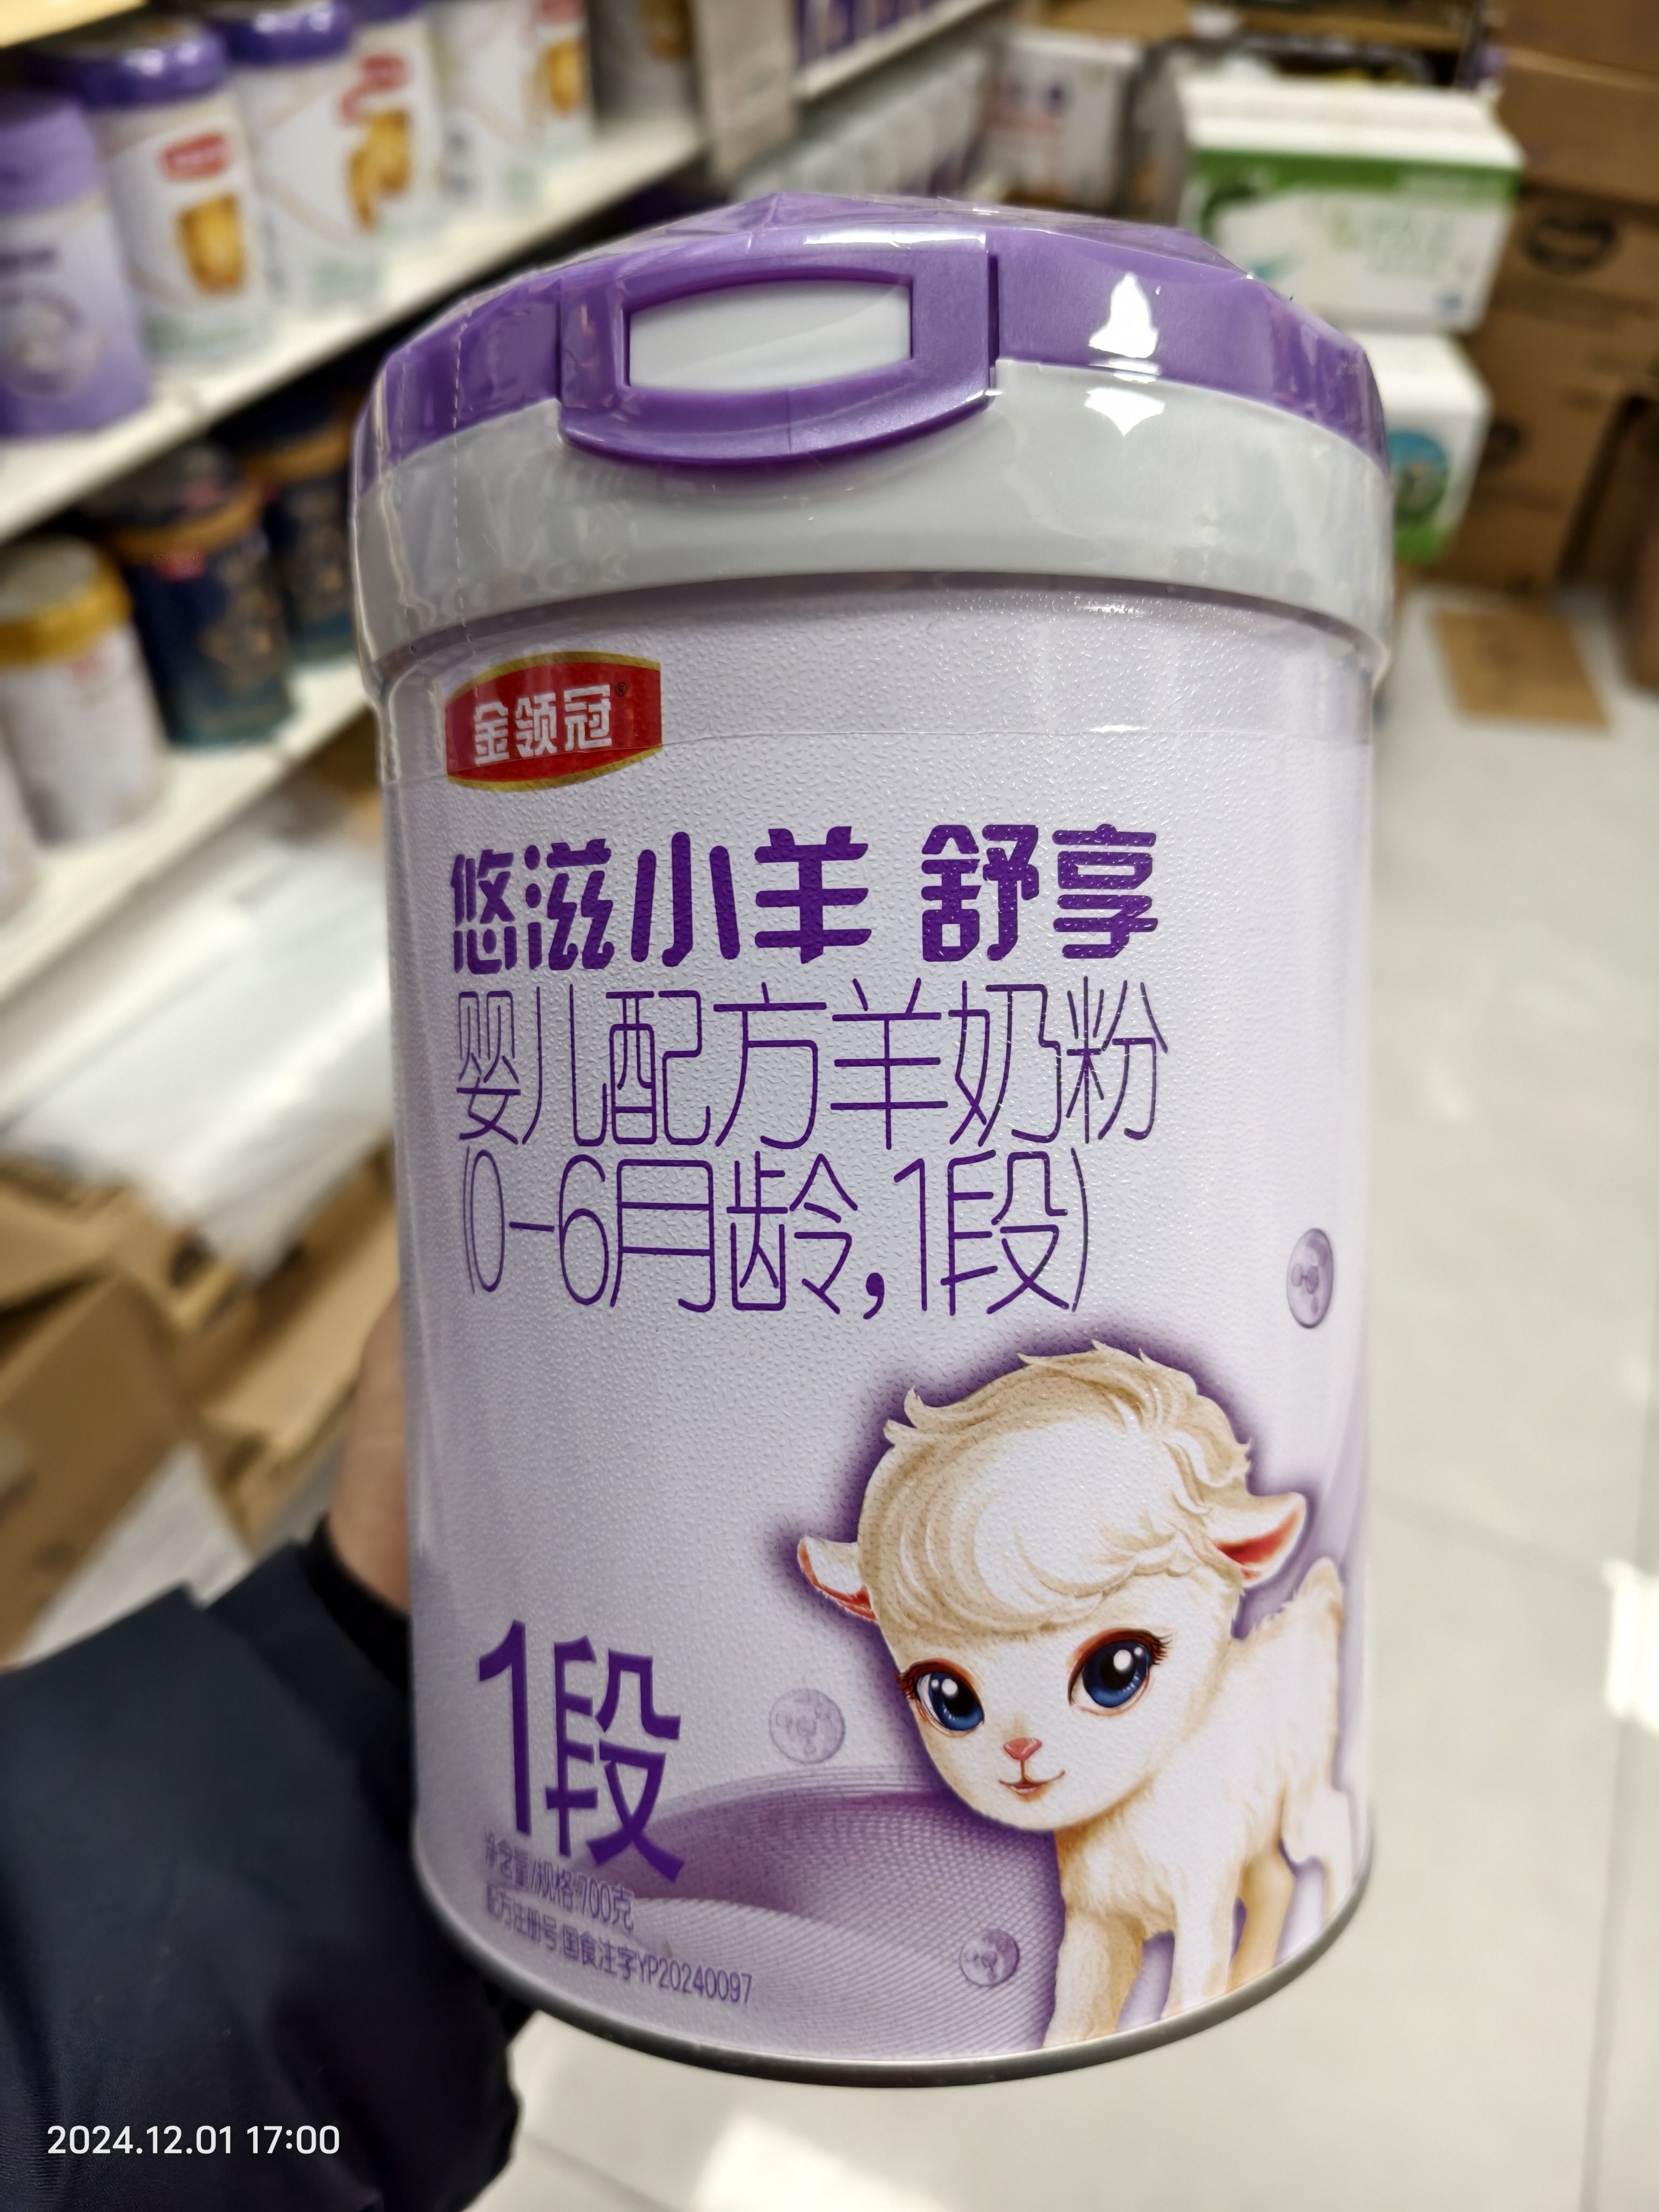 金领冠®
悠滋小羊 舒享
婴儿配方羊奶粉
(0-6月龄,1段)
1段
净含量/规格:700克
配方注册号:国食注字YP20240097
2024.12.01 17:00